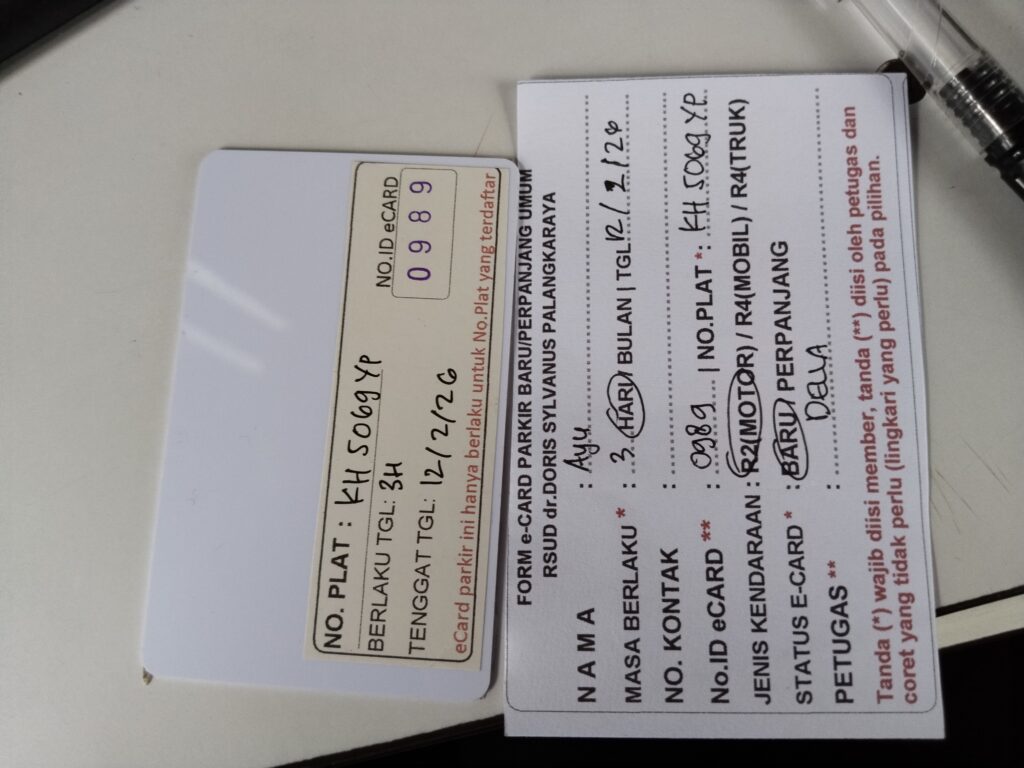 NO. PLAT : KH 5069 YP
BERLAKU TGL: 3H
TENGGAT TGL: 12/2/26
NO.ID eCARD
0989
eCard parkir ini hanya berlaku untuk No.Plat yang terdaftar
FORM e-CARD PARKIR BARU/PERPANJANG UMUM
RSUD dr.DORIS SYLVANUS PALANGKARAYA
N A M A : Ayu
MASA BERLAKU * : 3 HARI / BULAN | TGL 12/2/26
NO. KONTAK :
No.ID eCARD ** : 0989 | NO.PLAT * : KH 5069 YP
JENIS KENDARAAN : R2(MOTOR) / R4(MOBIL) / R4(TRUK)
STATUS E-CARD * : BARU / PERPANJANG
PETUGAS ** :
Tanda (*) wajib diisi member, tanda (**) diisi oleh petugas dan
coret yang tidak perlu (lingkari yang perlu) pada pilihan.